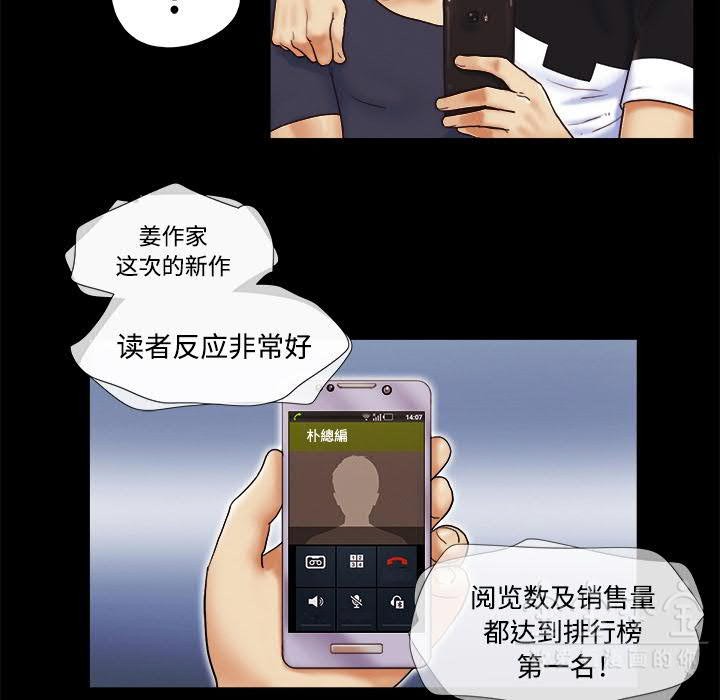 ?
姜作家
这次的新作
读者反应非常好
14:07
朴總編
阅览数及销售量
都达到排行榜
第一名!